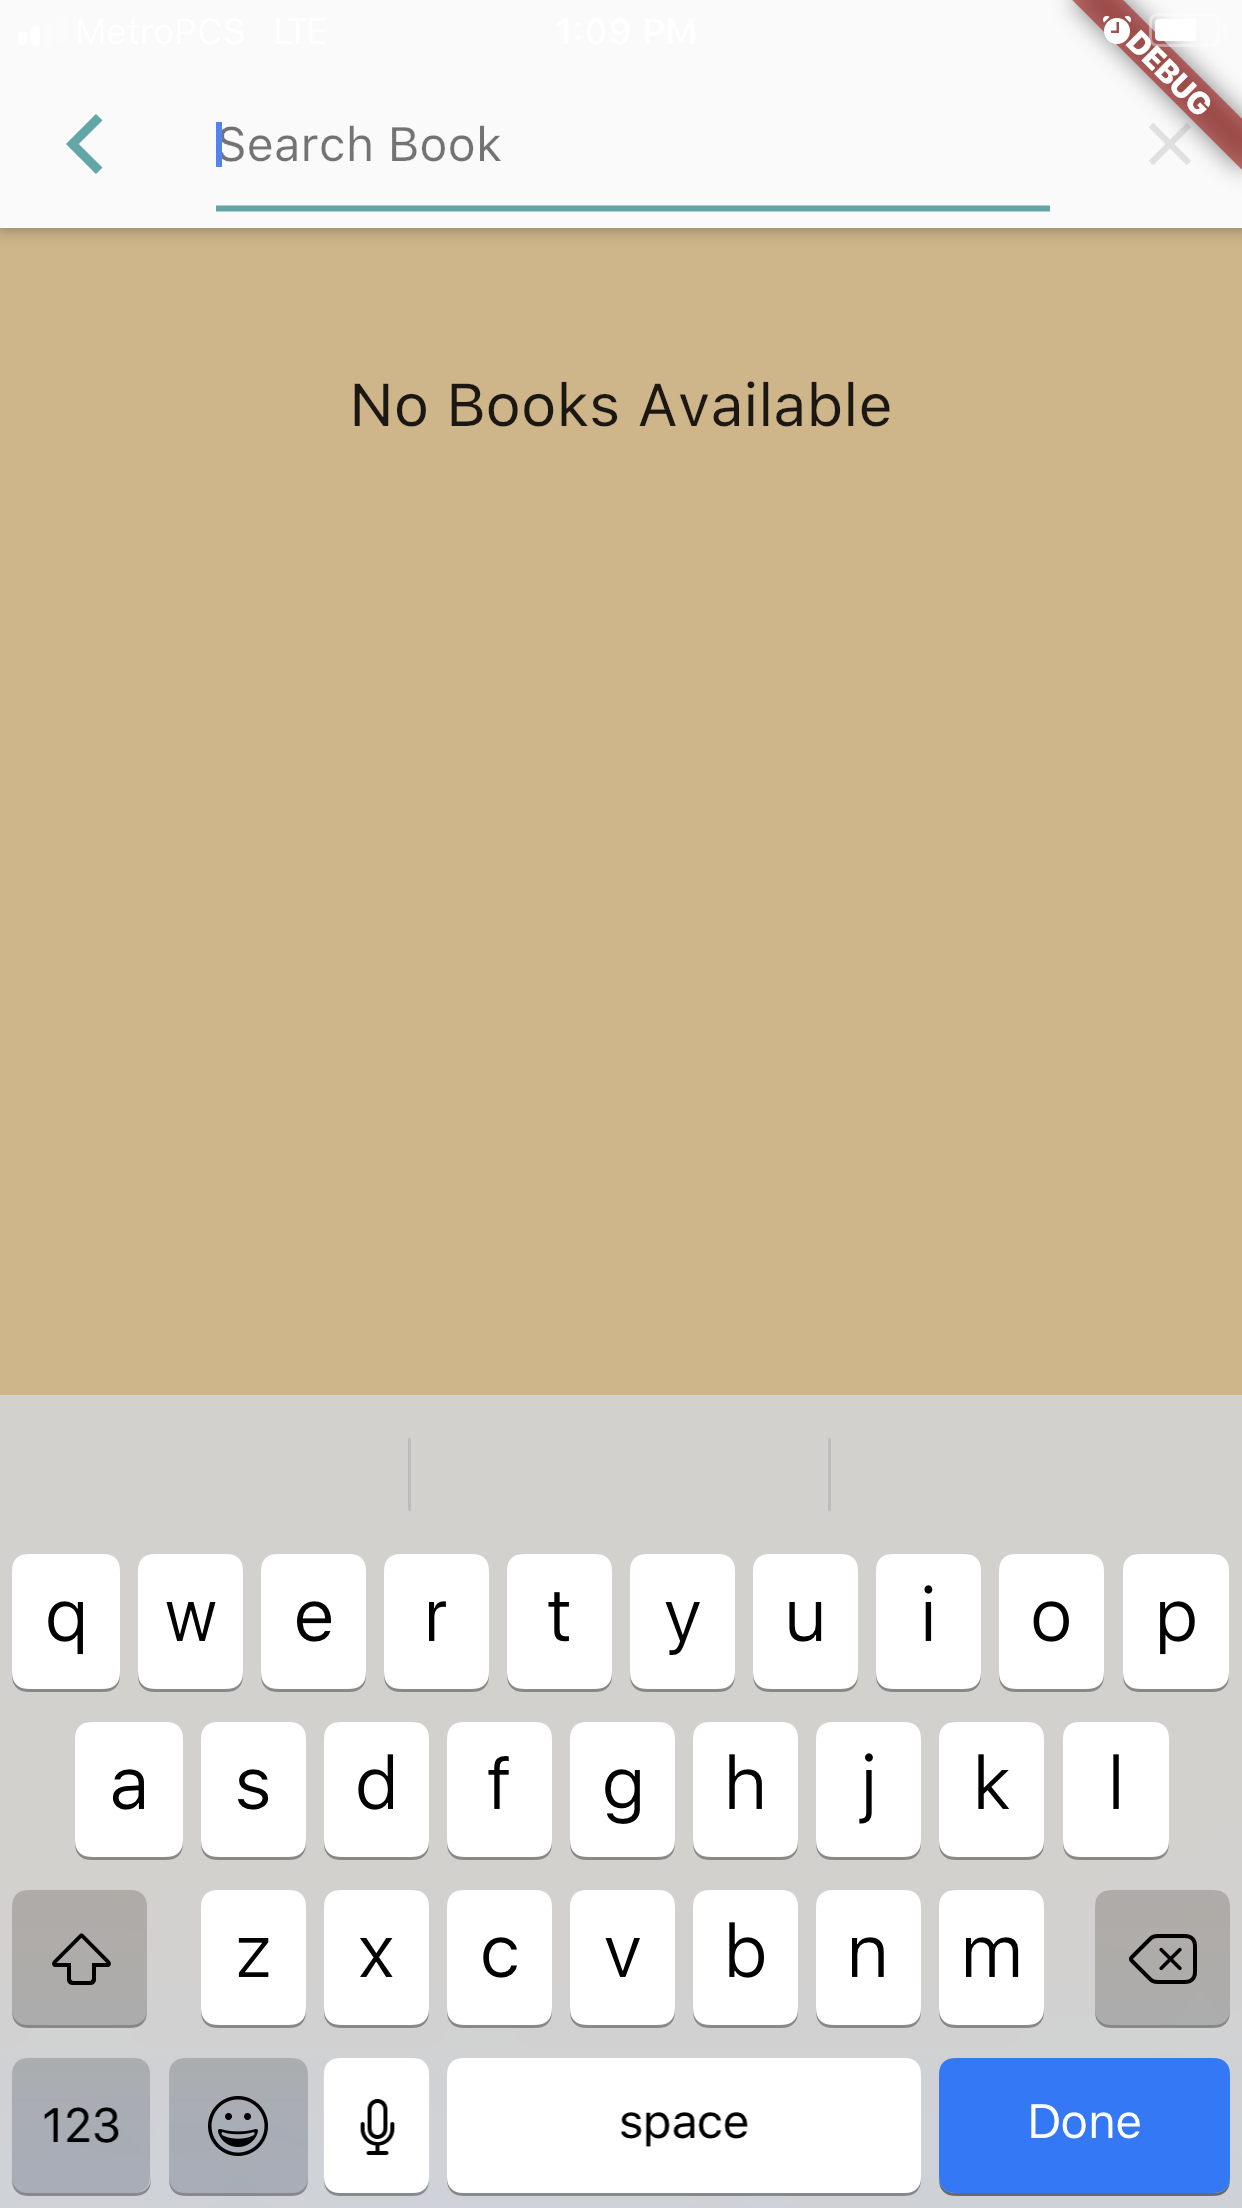 MetroPCS LTE 1:09 PM
DEBUG
Search Book
No Books Available
q w e r t y u i o p
a s d f g h j k l
z x c v b n m
123 space Done